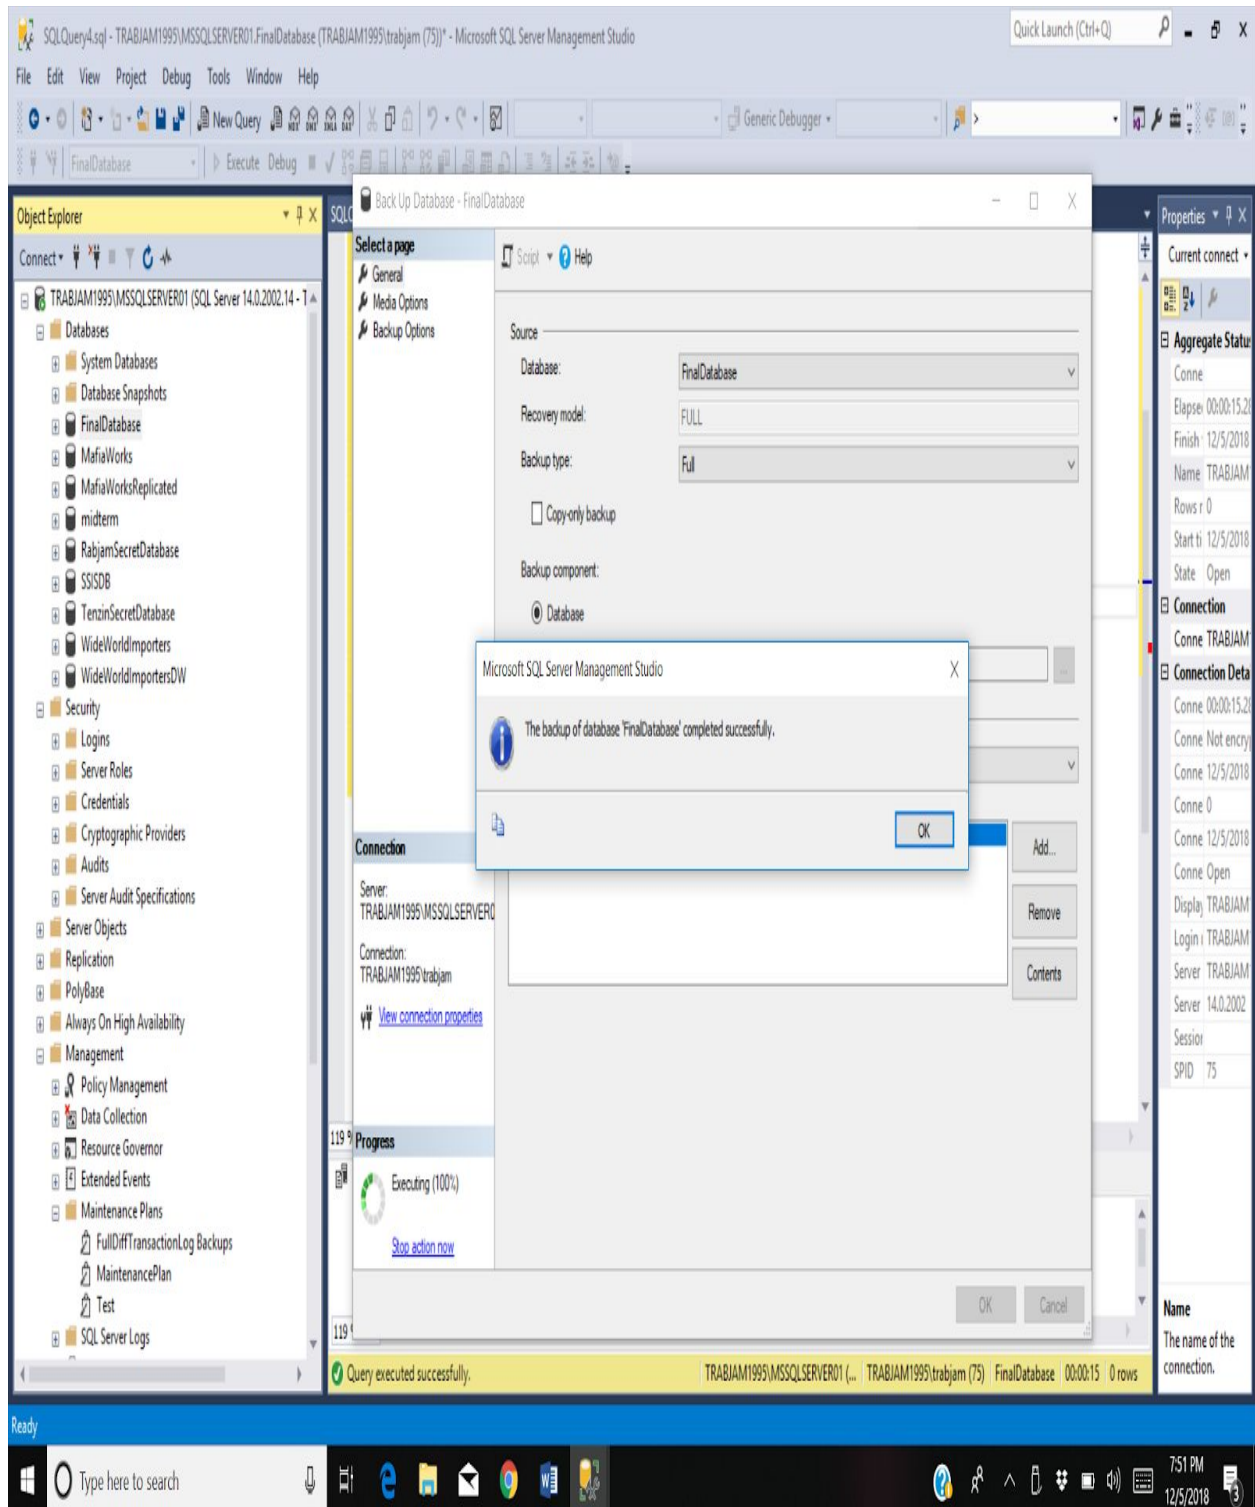 SQLQuery4.sql - TRABJAM1995\MSSQLSERVER01.FinalDatabase (TRABJAM1995\trabjam (75))* - Microsoft SQL Server Management Studio
Quick Launch (Ctrl+Q)
File Edit View Project Debug Tools Window Help
New Query
Generic Debugger
FinalDatabase
Execute Debug
Object Explorer
Connect
TRABJAM1995\MSSQLSERVER01 (SQL Server 14.0.2002.14 - T
Databases
System Databases
Database Snapshots
FinalDatabase
MafiaWorks
MafiaWorksReplicated
midterm
RabjamSecretDatabase
SSISDB
TenzinSecretDatabase
WideWorldImporters
WideWorldImportersDW
Security
Logins
Server Roles
Credentials
Cryptographic Providers
Audits
Server Audit Specifications
Server Objects
Replication
PolyBase
Always On High Availability
Management
Policy Management
Data Collection
Resource Governor
Extended Events
Maintenance Plans
FullDiffTransactionLog Backups
MaintenancePlan
Test
SQL Server Logs
SQLQ
Back Up Database - FinalDatabase
Select a page
General
Media Options
Backup Options
Script Help
Source
Database: FinalDatabase
Recovery model: FULL
Backup type: Full
Copy-only backup
Backup component:
Database
Microsoft SQL Server Management Studio
The backup of database 'FinalDatabase' completed successfully.
OK
Add...
Remove
Contents
Connection
Server:
TRABJAM1995\MSSQLSERVER0
Connection:
TRABJAM1995\trabjam
View connection properties
119 %
Progress
Executing (100%)
Stop action now
OK Cancel
119
Query executed successfully.
TRABJAM1995\MSSQLSERVER01 (... TRABJAM1995\trabjam (75) FinalDatabase 00:00:15 0 rows
Properties
Current connect
Aggregate Status
Conne
Elapse 00:00:15.28
Finish 12/5/2018
Name TRABJAM
Rows r 0
Start ti 12/5/2018
State Open
Connection
Conne TRABJAM
Connection Deta
Conne 00:00:15.28
Conne Not encry
Conne 12/5/2018
Conne 0
Conne 12/5/2018
Conne Open
Display TRABJAM
Login i TRABJAM
Server TRABJAM
Server 14.0.2002
Session
SPID 75
Name
The name of the
connection.
Ready
Type here to search
7:51 PM
12/5/2018
3